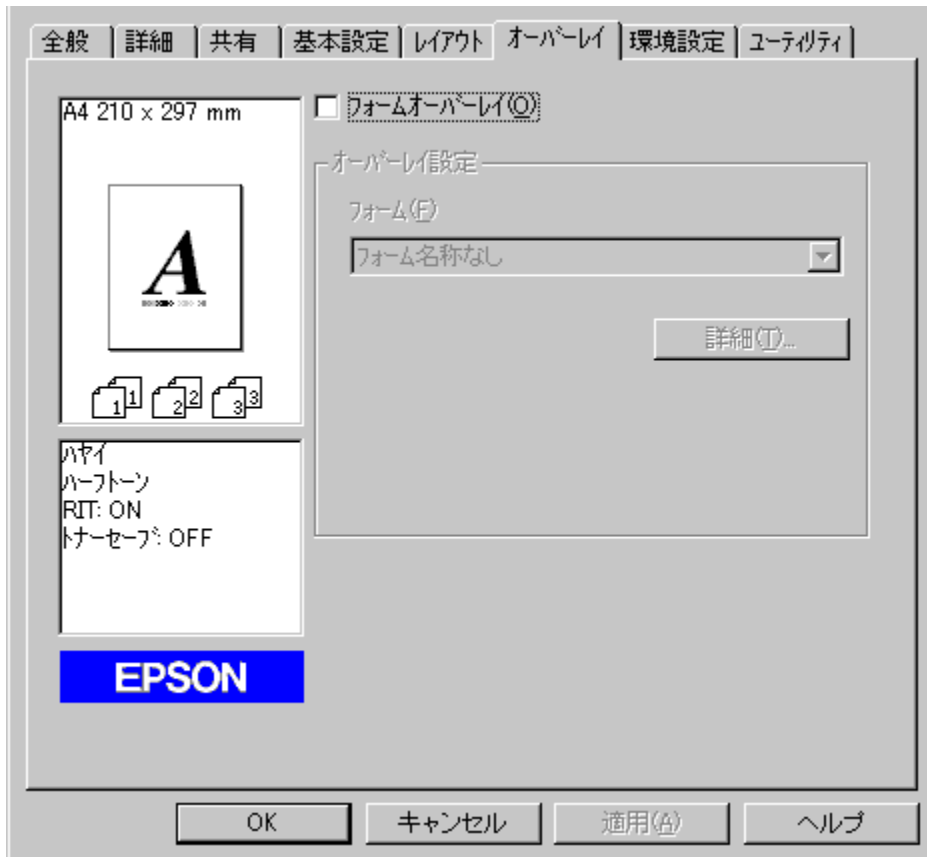 全般 詳細 共有 基本設定 レイアウト オーバーレイ 環境設定 ユーティリティ
A4 210 x 297 mm
フォームオーバーレイ(O)
オーバーレイ設定
フォーム(F)
フォーム名称なし
詳細(T)...
A
1 1 2 2 3 3
ハヤイ
ハーフトーン
RIT: ON
トナーセーブ: OFF
EPSON
OK キャンセル 適用(A) ヘルプ